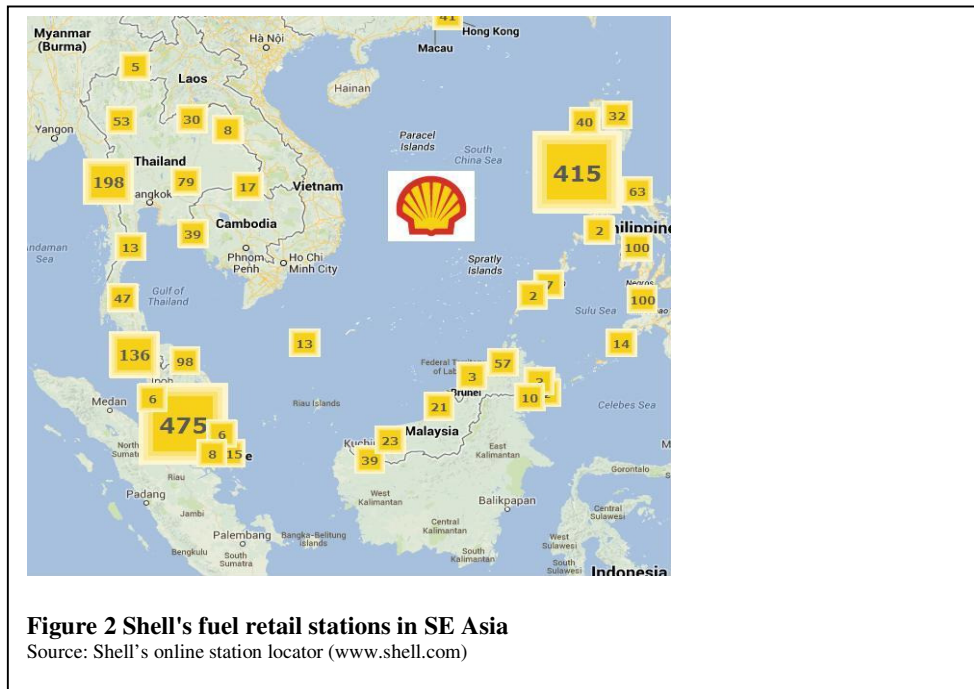 41
Hong Kong
Macau
Myanmar
(Burma)
Hà Nội
5
Laos
Hainan
53
30
8
40
32
Yangon
Paracel
Islands
South
China Sea
Thailand
198
79
17
Vietnam
415
63
angkok
Cambodia
39
2
hilippine
100
Andaman
Sea
13
Phnom
Penh
Ho Chi
Minh City
Spratly
Islands
7
2
Negros
100
47
Gulf of
Thailand
Sulu Sea
13
14
136
98
57
Federal Territory
of Lab
3
Brunei
10
6
Medan
475
Riau Islands
21
Celebes Sea
Malaysia
6
8
15
e
North
Sumat
Kuchi
23
39
East
Kalimantan
Riau
Gorontalo
Padang
West
Kalimantan
Balikpapan
Jambi
Central
Kalimantan
Central
Sulawesi
Palembang
Bangka-Belitung
Islands
West
Sulawesi
Bengkulu
South
Sumatra
South
Kalimantan
South
Sulawesi
Indonesia
Figure 2 Shell's fuel retail stations in SE Asia
Source: Shell’s online station locator (www.shell.com)